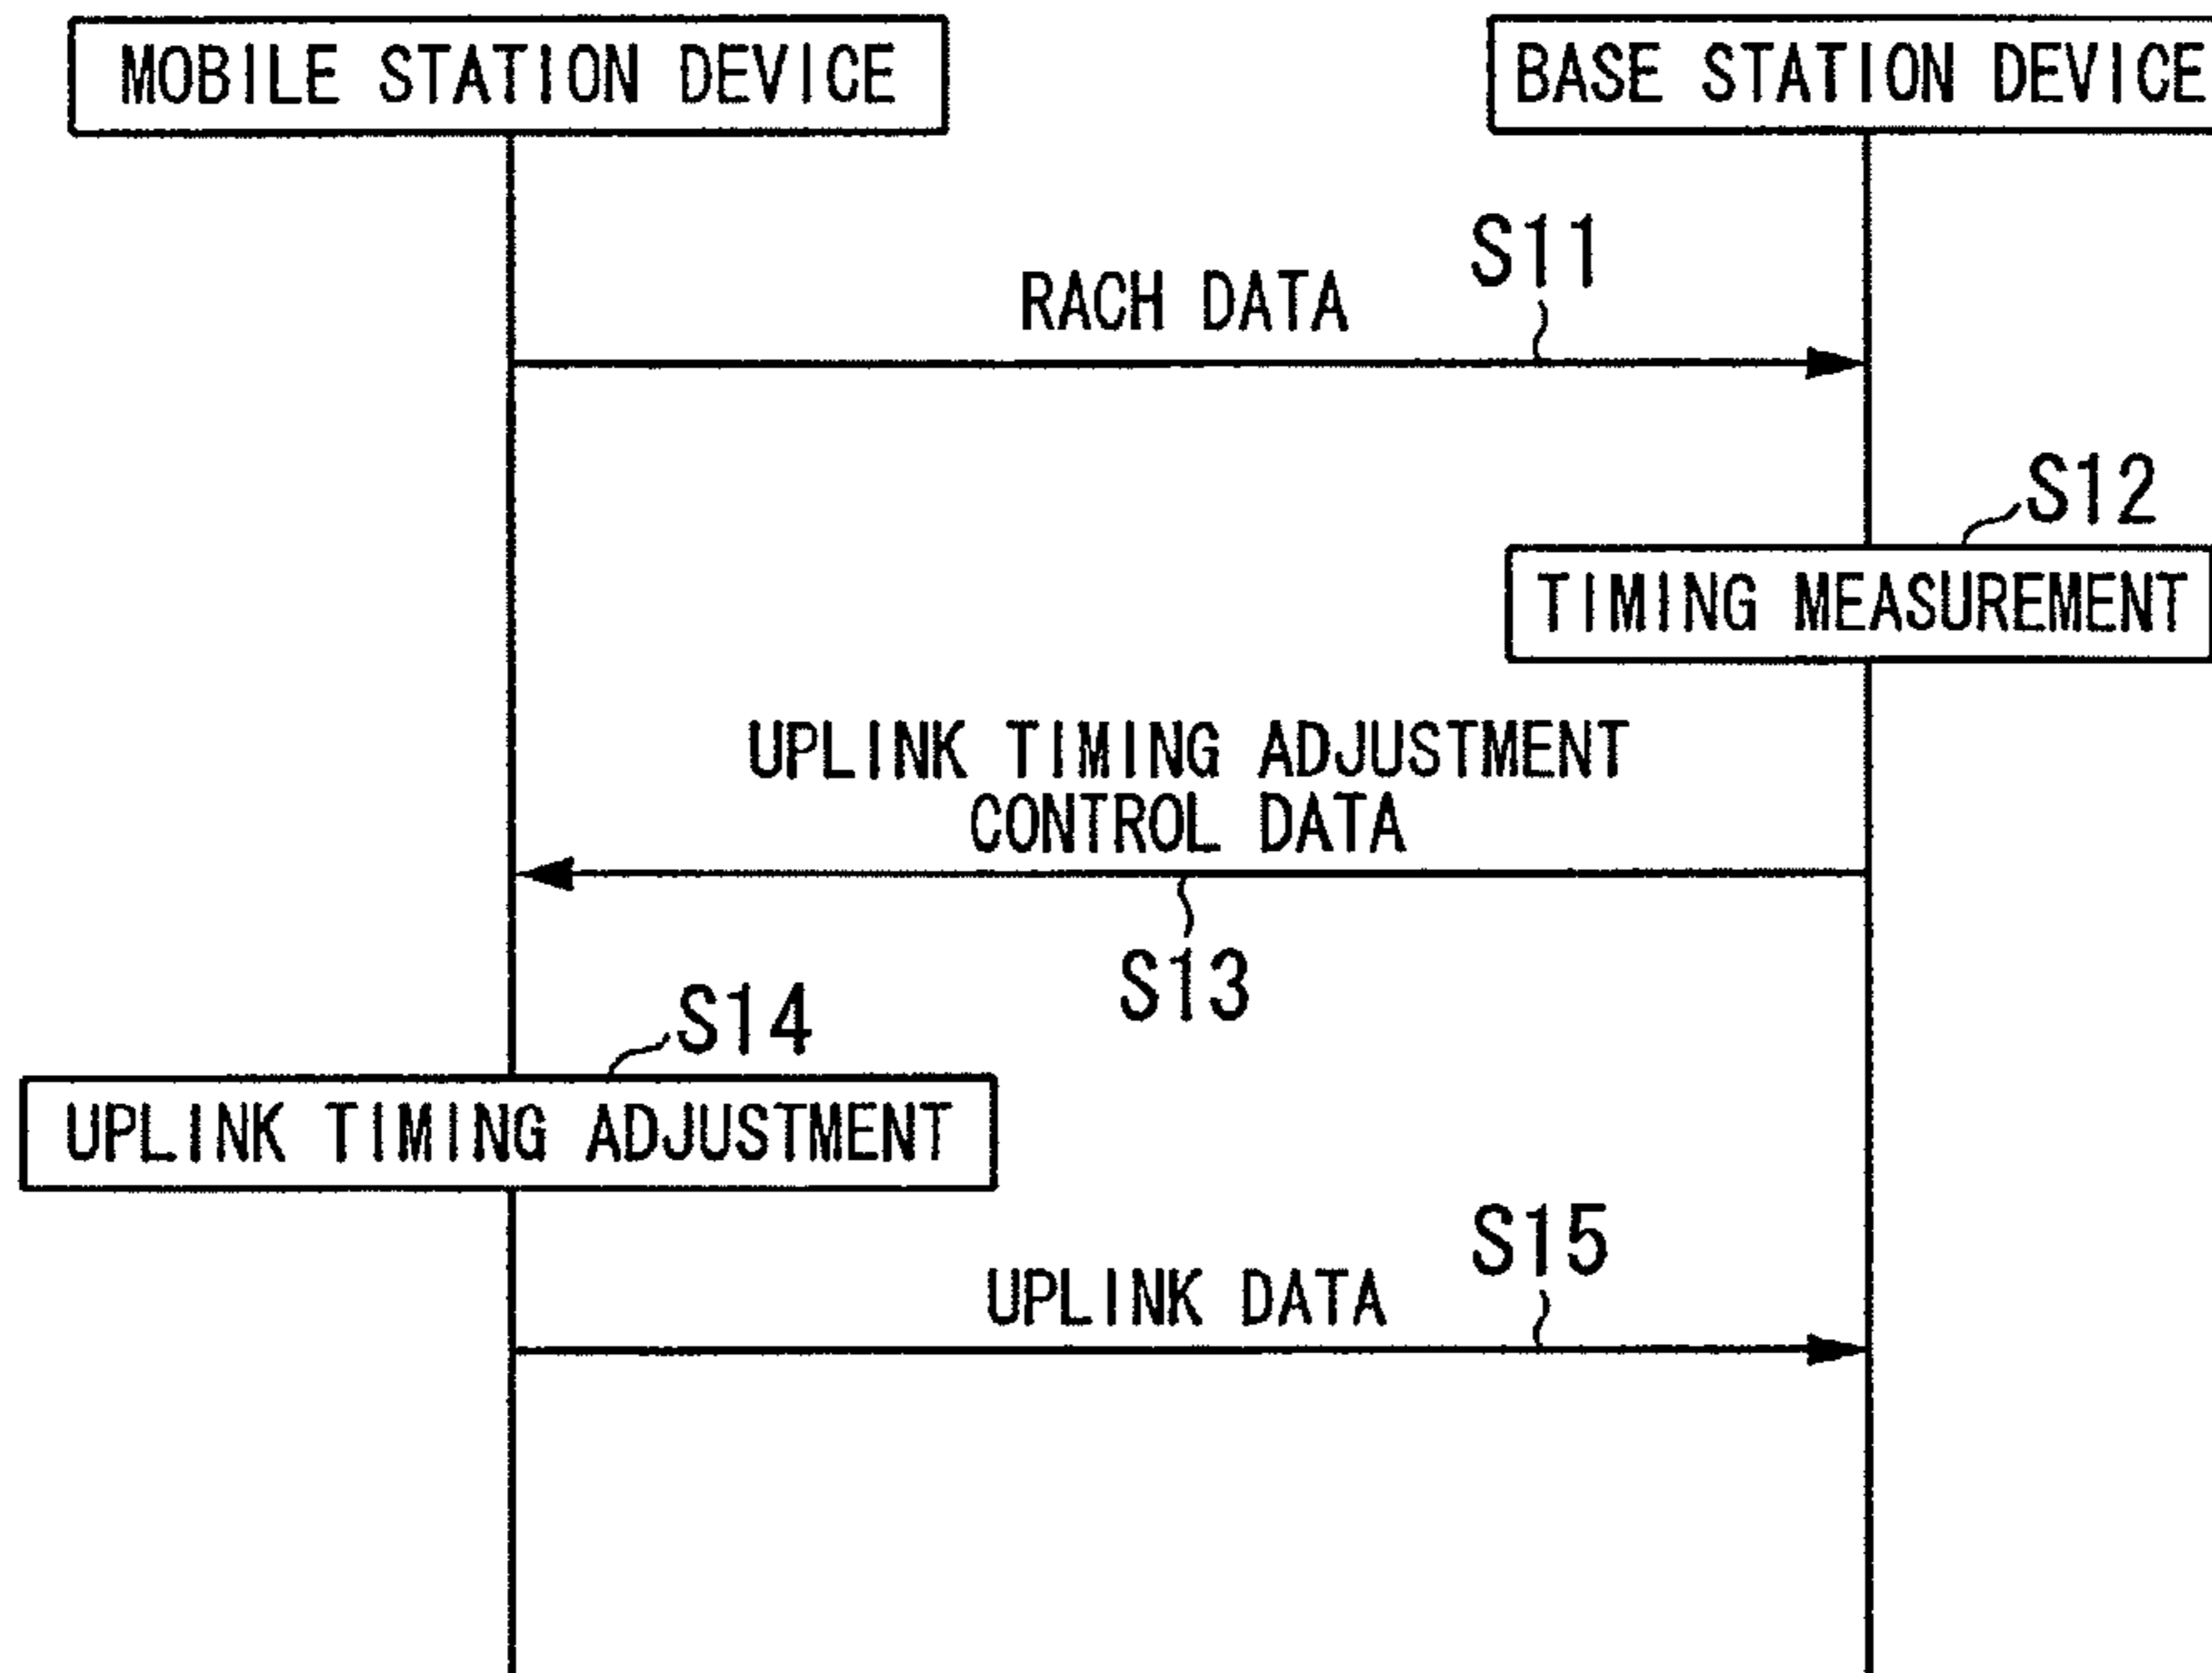 MOBILE STATION DEVICE
BASE STATION DEVICE
S11
RACH DATA
S12
TIMING MEASUREMENT
UPLINK TIMING ADJUSTMENT
CONTROL DATA
S13
S14
UPLINK TIMING ADJUSTMENT
S15
UPLINK DATA